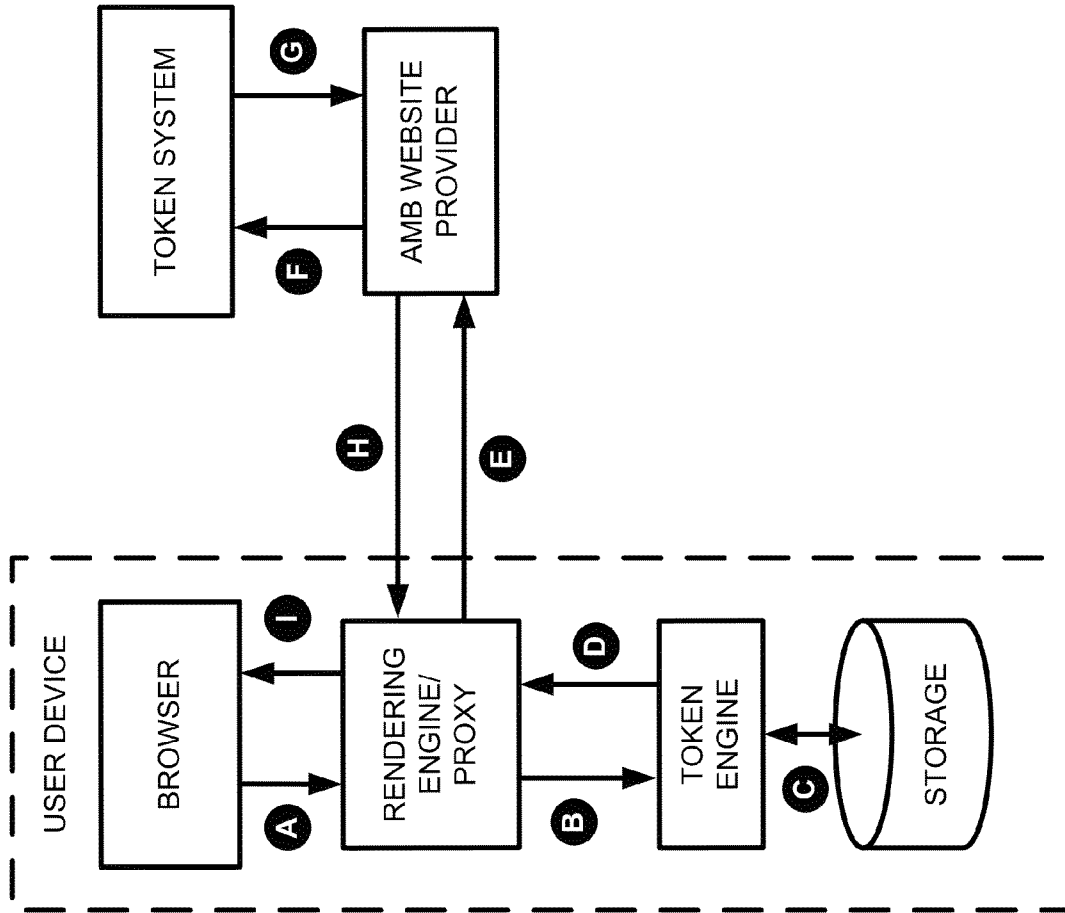 USER DEVICE
BROWSER
A
I
RENDERING
ENGINE/
PROXY
B
D
TOKEN
ENGINE
C
STORAGE
H
E
TOKEN SYSTEM
F
G
AMB WEBSITE
PROVIDER